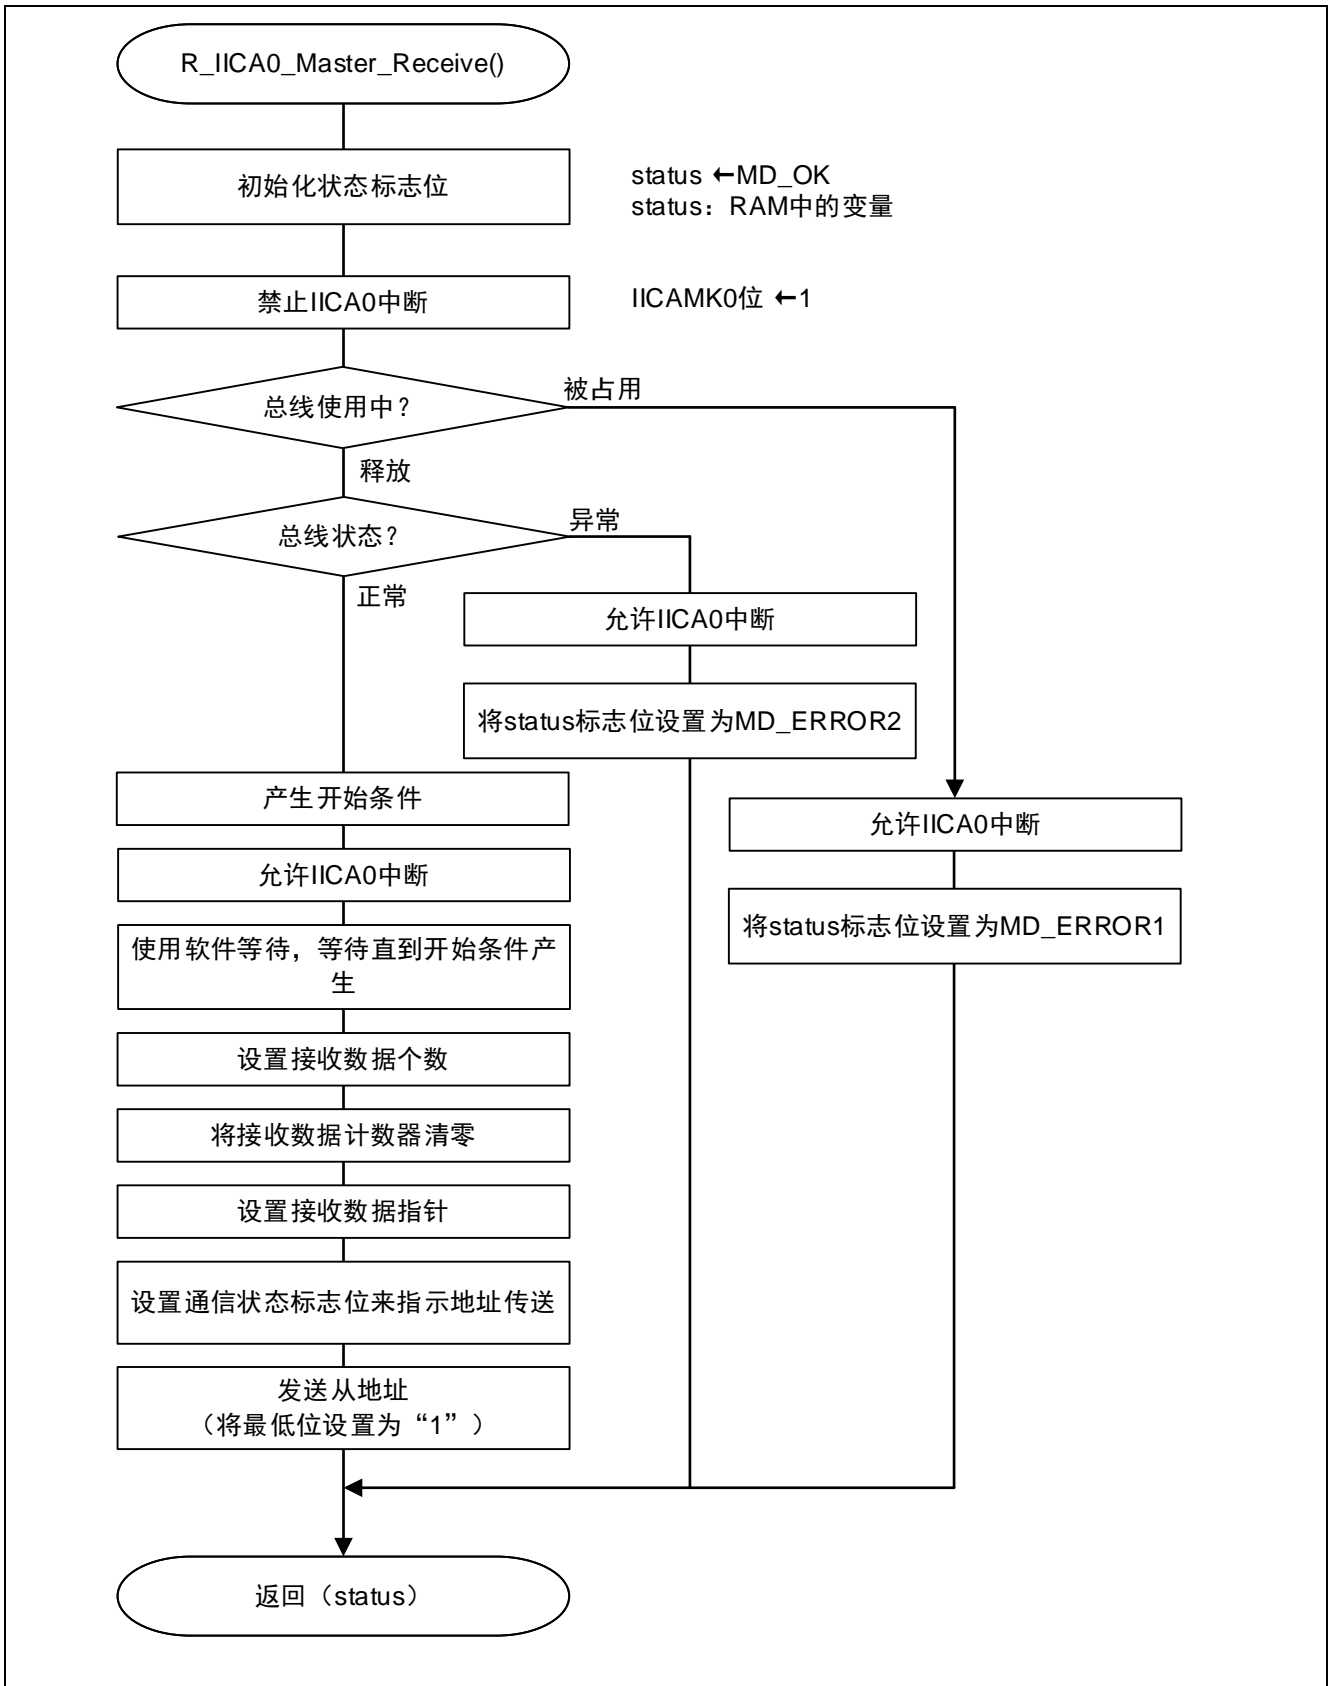 R_IICA0_Master_Receive()
初始化状态标志位
status ←MD_OK
status：RAM中的变量
禁止IICA0中断
IICAMK0位 ←1
总线使用中？
被占用
释放
总线状态？
异常
正常
允许IICA0中断
将status标志位设置为MD_ERROR2
产生开始条件
允许IICA0中断
允许IICA0中断
使用软件等待，等待直到开始条件产
生
将status标志位设置为MD_ERROR1
设置接收数据个数
将接收数据计数器清零
设置接收数据指针
设置通信状态标志位来指示地址传送
发送从地址
（将最低位设置为“1”）
返回（status）